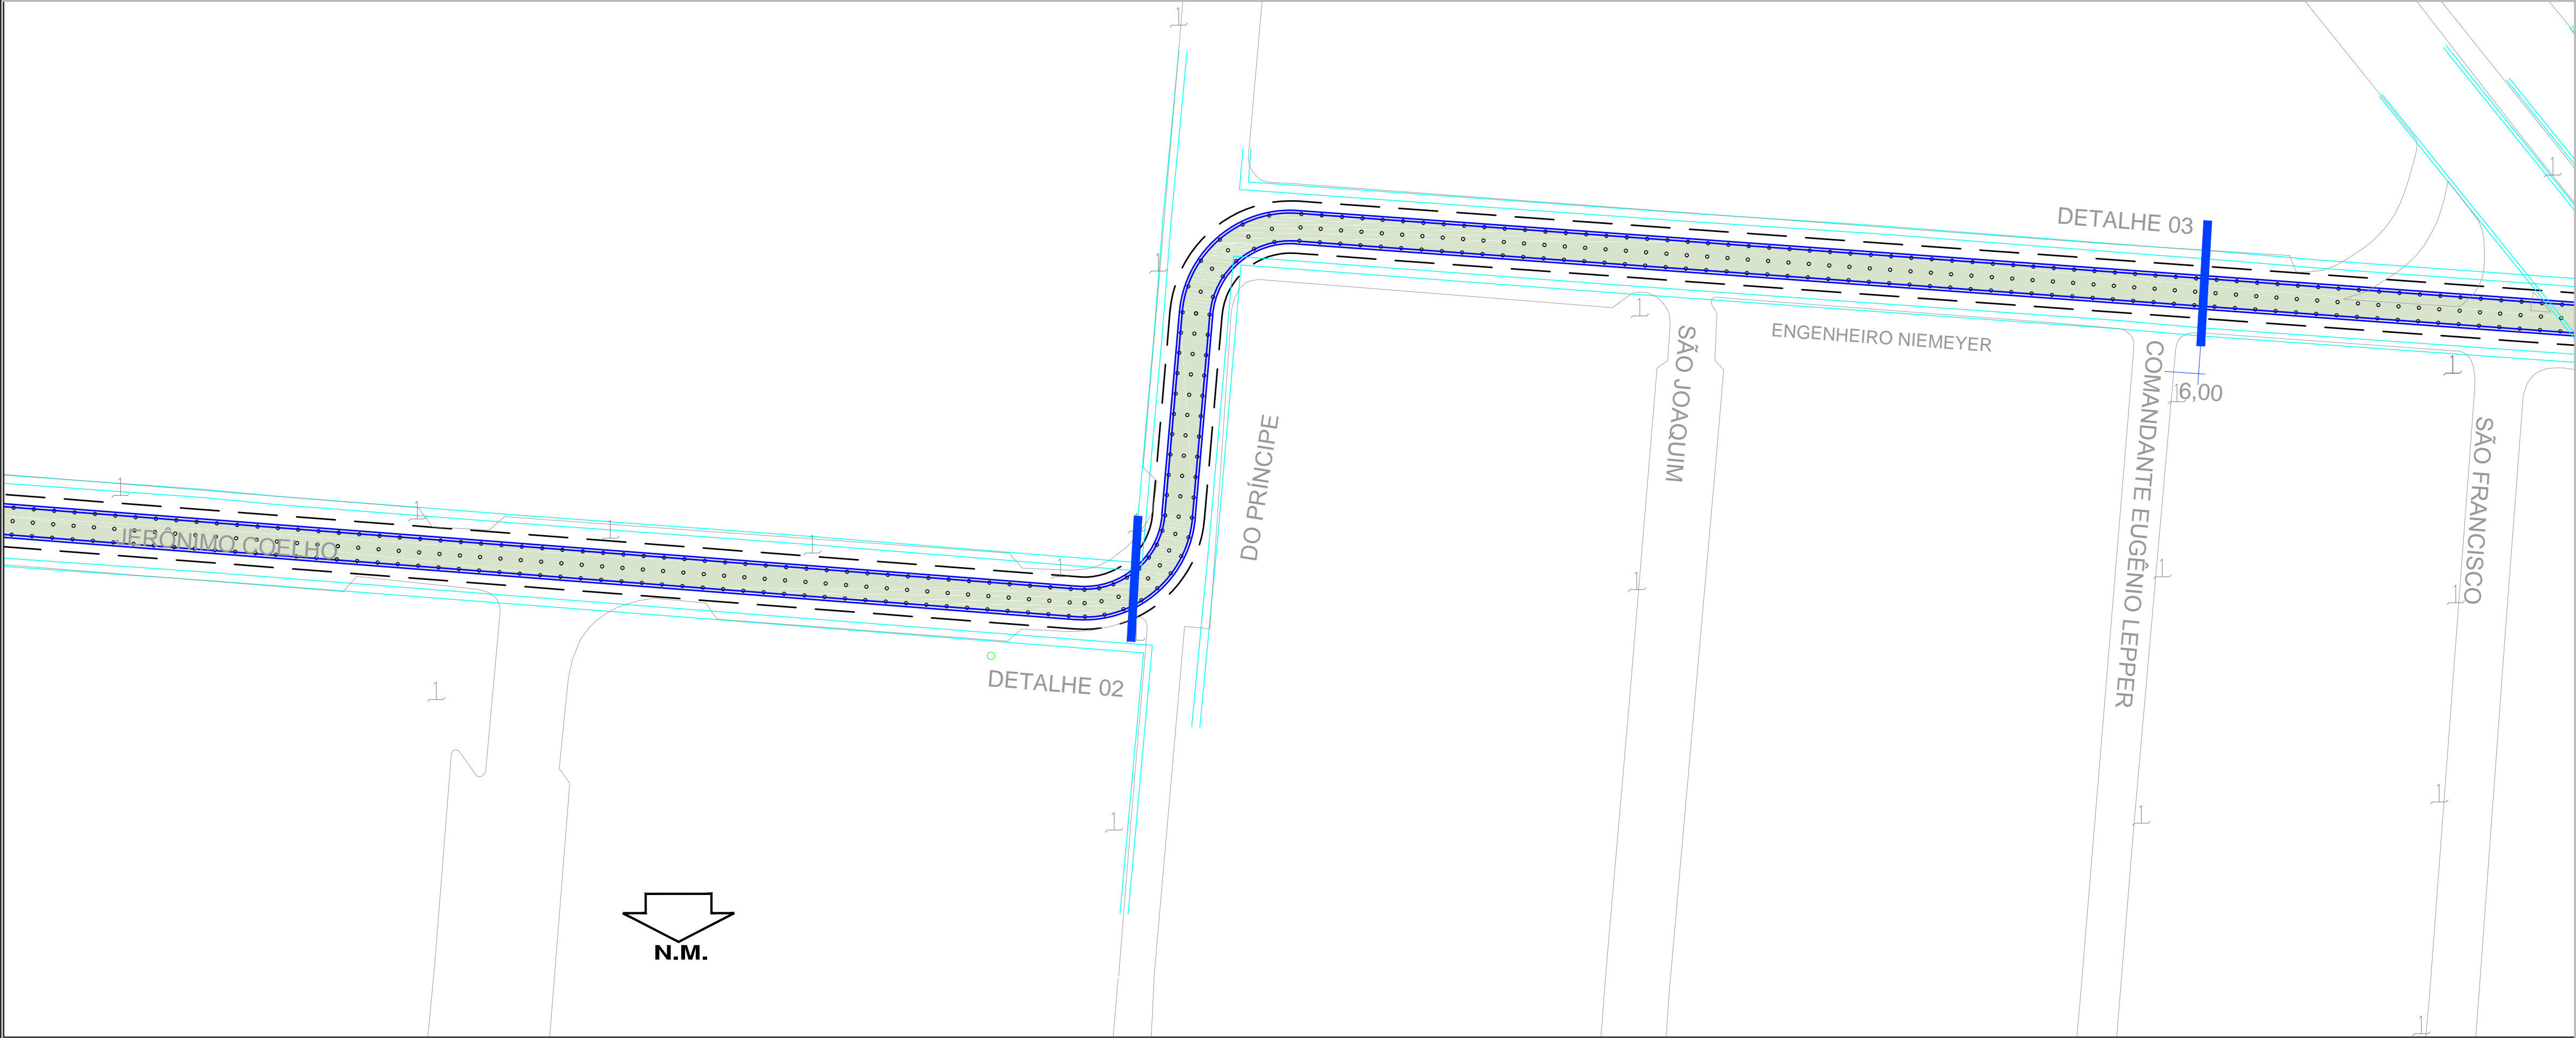 DETALHE 03
ENGENHEIRO NIEMEYER
SÃO JOAQUIM
COMANDANTE EUGÊNIO LEPPER
6,00
SÃO FRANCISCO
DO PRÍNCIPE
JERÔNIMO COELHO
DETALHE 02
N.M.